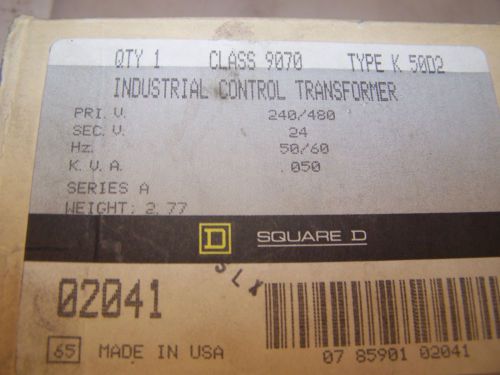 QTY 1 CLASS 9070 TYPE K 50D2
INDUSTRIAL CONTROL TRANSFORMER
PRI. V. 240/480
SEC. V. 24
Hz. 50/60
K. V. A. .050
SERIES A
WEIGHT: 2.77
D SQUARE D
SLX
02041
65 MADE IN USA
07 85901 02041